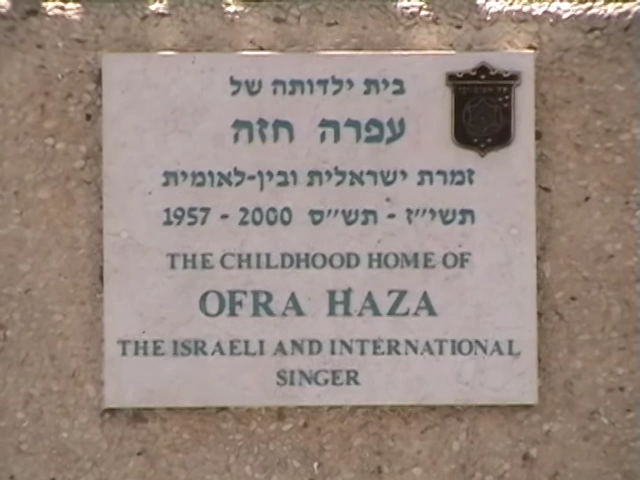 בית ילדותה של
עפרה חזה
זמרת ישראלית ובין-לאומית
תשי״ז - תש״ס 2000 - 1957
THE CHILDHOOD HOME OF
OFRA HAZA
THE ISRAELI AND INTERNATIONAL
SINGER